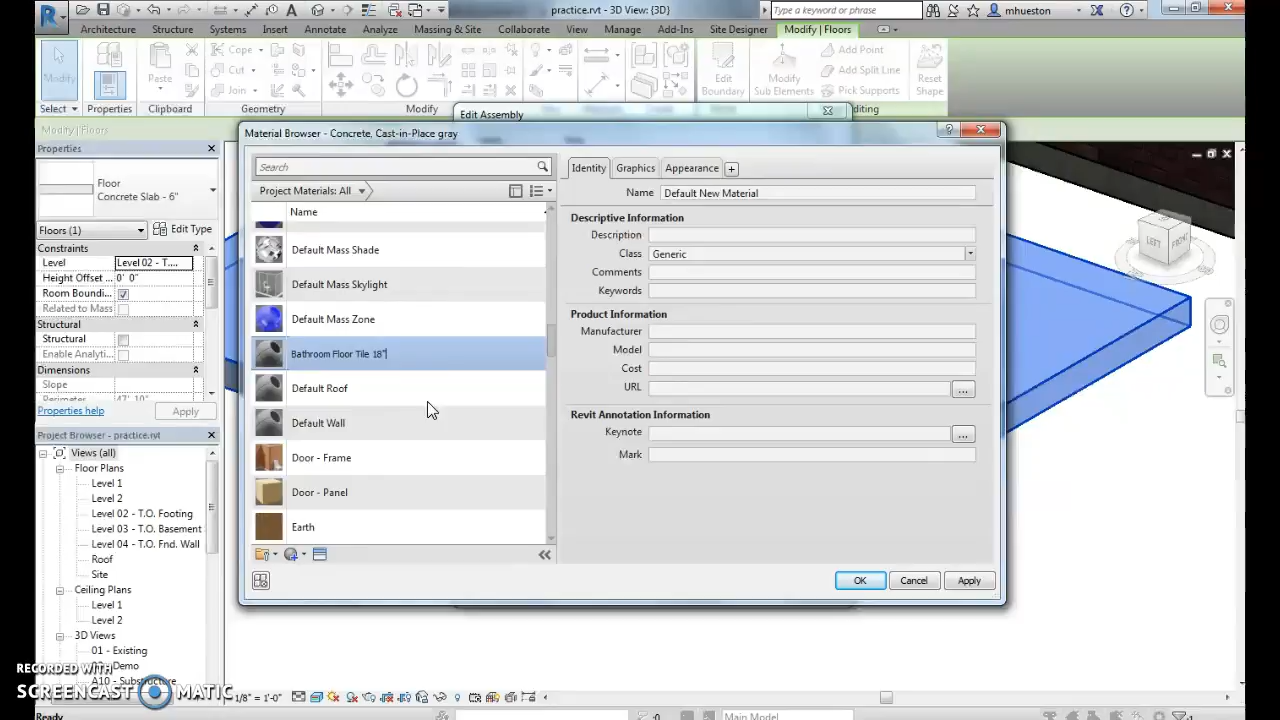 practice.rvt - 3D View: {3D}
Type a keyword or phrase
mhueston
Architecture Structure Systems Insert Annotate Analyze Massing & Site Collaborate View Manage Add-Ins Site Designer Modify | Floors
Modify
Properties
Paste
Cope
Cut
Join
Edit Boundary
Modify Sub Elements
Add Point
Add Split Line
Pick Supports
Reset Shape
Select Properties Clipboard Geometry Modify
Modify | Floors
Edit Assembly
Properties
Floor
Concrete Slab - 6"
Floors (1)
Edit Type
Constraints
Level Level 02 - T....
Height Offset ... 0' 0"
Room Boundi...
Related to Mass
Structural
Structural
Enable Analyti...
Dimensions
Slope
Perimeter 47' 10"
Properties help
Apply
Project Browser - practice.rvt
Views (all)
Floor Plans
Level 1
Level 2
Level 02 - T.O. Footing
Level 03 - T.O. Basement
Level 04 - T.O. Fnd. Wall
Roof
Site
Ceiling Plans
Level 1
Level 2
3D Views
01 - Existing
Demo
A10 - Substructure
Material Browser - Concrete, Cast-in-Place gray
Search
Project Materials: All
Name
Default Mass Shade
Default Mass Skylight
Default Mass Zone
Bathroom Floor Tile 18"
Default Roof
Default Wall
Door - Frame
Door - Panel
Earth
Identity Graphics Appearance
Name Default New Material
Descriptive Information
Description
Class Generic
Comments
Keywords
Product Information
Manufacturer
Model
Cost
URL
Revit Annotation Information
Keynote
Mark
OK Cancel Apply
LEFT FRONT
RECORDED WITH
SCREENCAST MATIC
1/8" = 1'-0"
Ready
Main Model